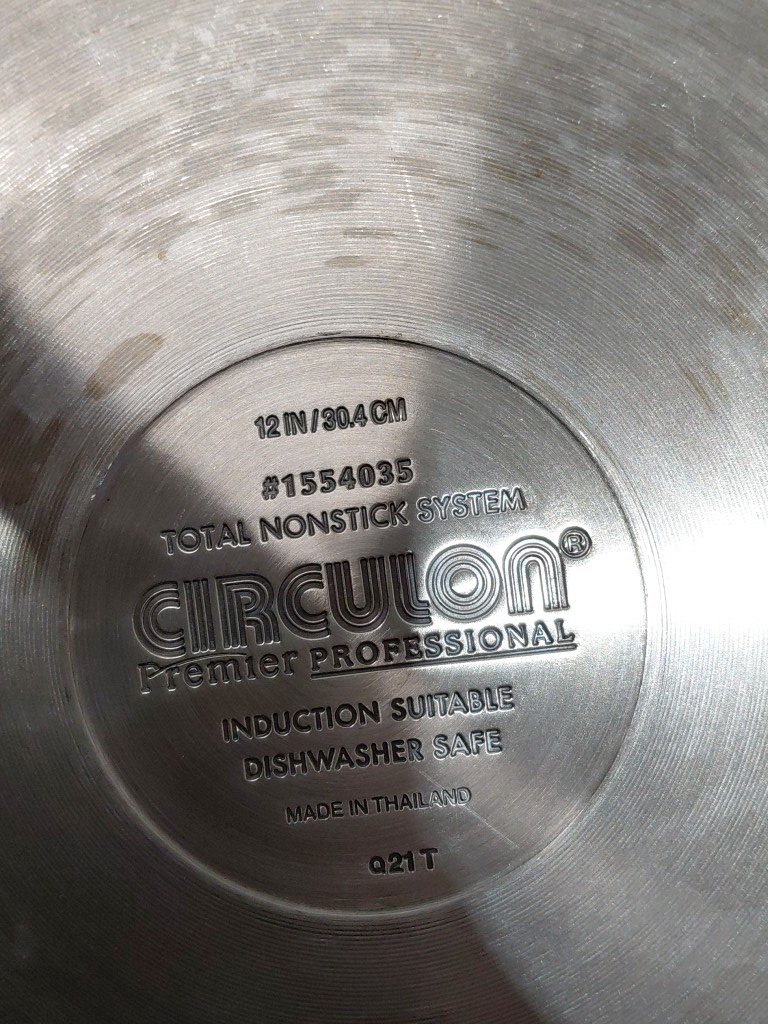 12 IN / 30.4 CM
#1554035
TOTAL NONSTICK SYSTEM
CIRCULON®
Premier PROFESSIONAL
INDUCTION SUITABLE
DISHWASHER SAFE
MADE IN THAILAND
Q21 T